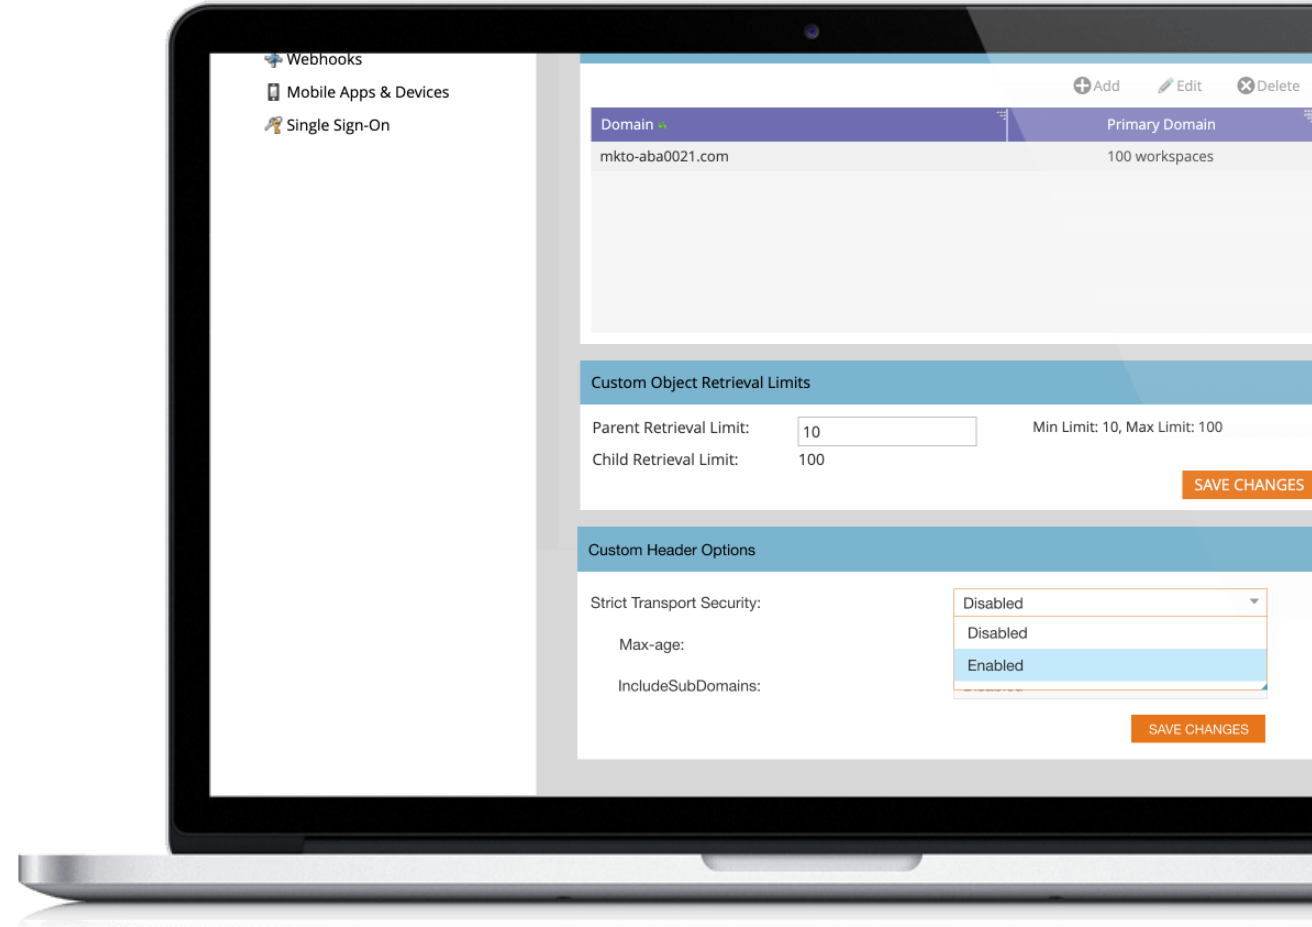 Webhooks
Mobile Apps & Devices
Single Sign-On
Add Edit Delete
Domain Primary Domain
mkto-aba0021.com 100 workspaces
Custom Object Retrieval Limits
Parent Retrieval Limit: 10 Min Limit: 10, Max Limit: 100
Child Retrieval Limit: 100
SAVE CHANGES
Custom Header Options
Strict Transport Security: Disabled
Disabled
Max-age:
Enabled
IncludeSubDomains:
SAVE CHANGES